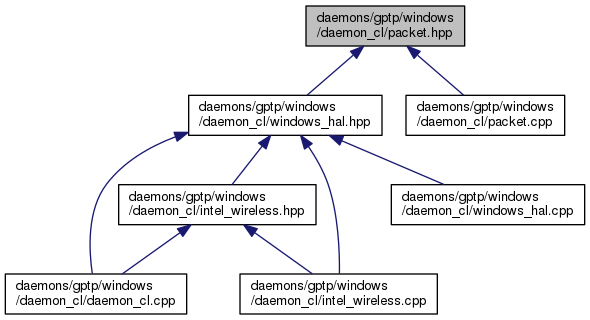 daemons/gptp/windows
/daemon_cl/packet.hpp
daemons/gptp/windows
/daemon_cl/windows_hal.hpp
daemons/gptp/windows
/daemon_cl/packet.cpp
daemons/gptp/windows
/daemon_cl/intel_wireless.hpp
daemons/gptp/windows
/daemon_cl/windows_hal.cpp
daemons/gptp/windows
/daemon_cl/daemon_cl.cpp
daemons/gptp/windows
/daemon_cl/intel_wireless.cpp